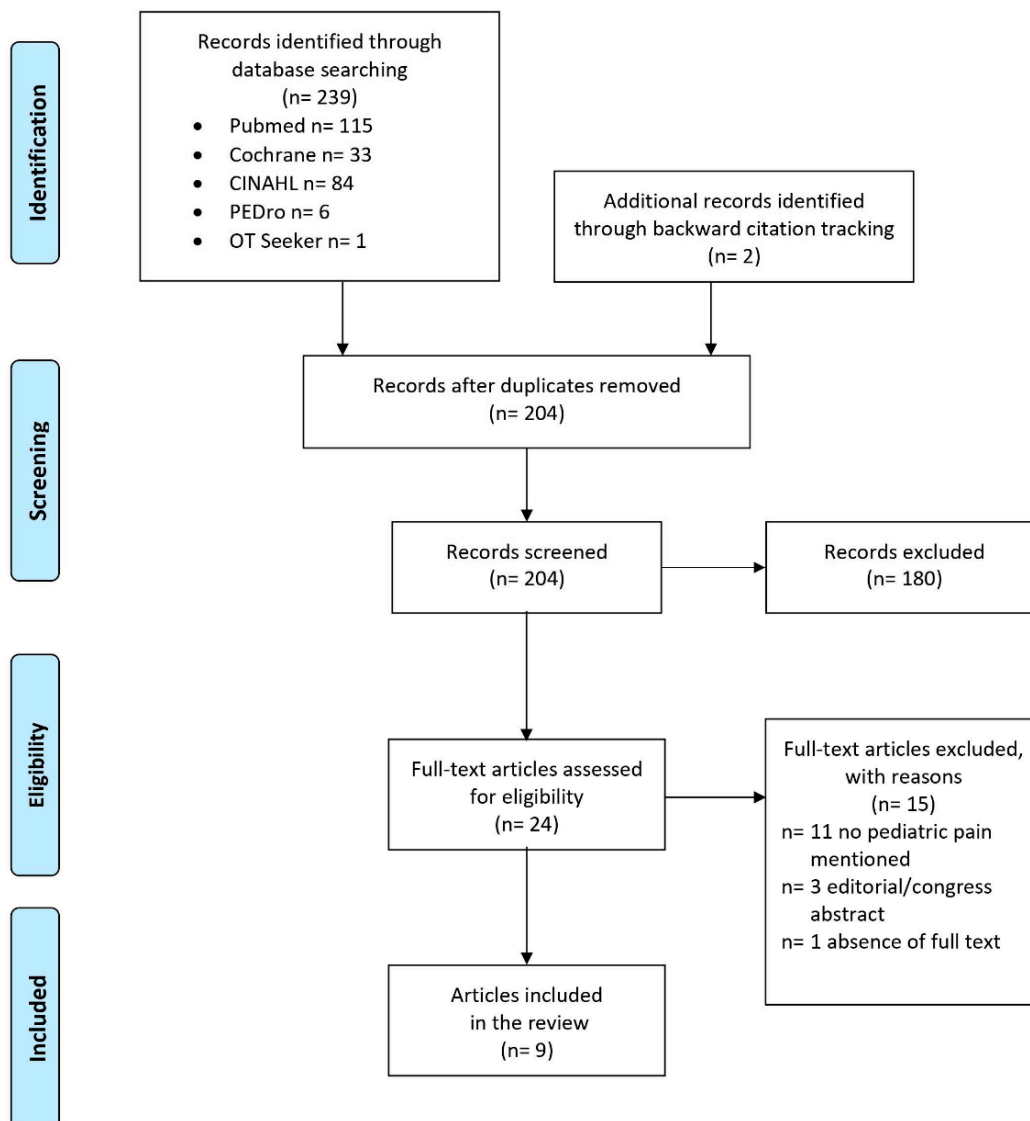 Identification
Records identified through
database searching
(n= 239)
• Pubmed n= 115
• Cochrane n= 33
• CINAHL n= 84
• PEDro n= 6
• OT Seeker n= 1
Additional records identified
through backward citation tracking
(n= 2)
Screening
Records after duplicates removed
(n= 204)
Records screened
(n= 204)
Records excluded
(n= 180)
Eligibility
Full-text articles assessed
for eligibility
(n= 24)
Full-text articles excluded,
with reasons
(n= 15)
n= 11 no pediatric pain
mentioned
n= 3 editorial/congress
abstract
n= 1 absence of full text
Included
Articles included
in the review
(n= 9)